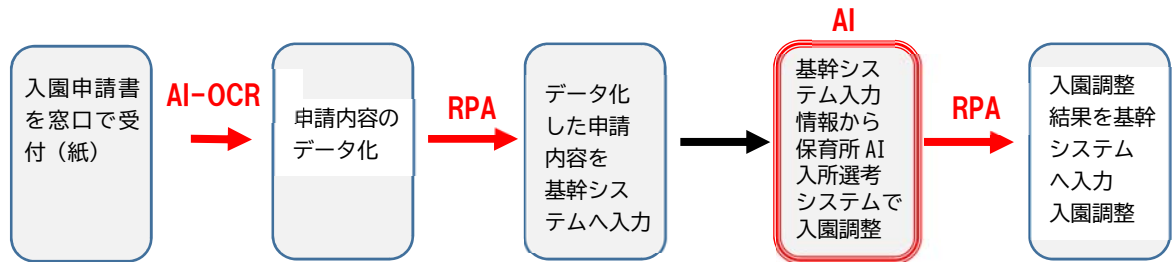 入園申請書
を窓口で受
付（紙）
AI-OCR
申請内容の
データ化
RPA
データ化
した申請
内容を
基幹シス
テムへ入力
AI
基幹シス
テム入力
情報から
保育所 AI
入所選考
システムで
入園調整
RPA
入園調整
結果を基幹
システム
へ入力
入園調整